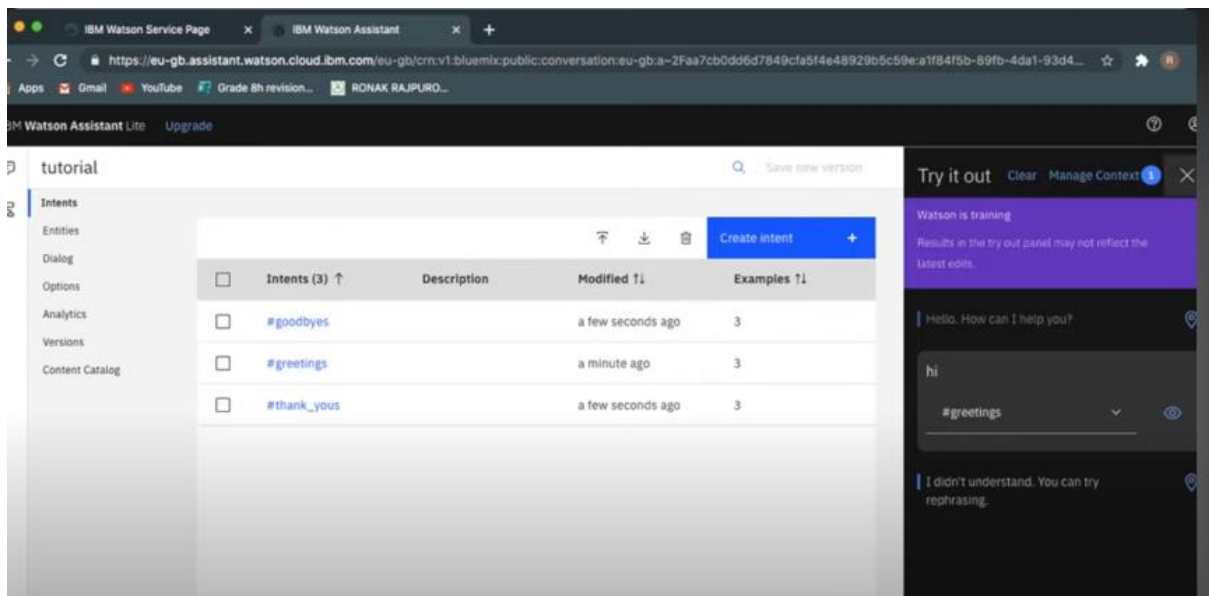 IBM Watson Service Page
IBM Watson Assistant
https://eu-gb.assistant.watson.cloud.ibm.com/eu-gb/crn:v1:bluemix:public:conversation:eu-gb:a~2Faa7cb0dd6d7849cfa5f4e48929b5c59e:a1f84f5b-89fb-4da1-93d4...
Apps Gmail YouTube Grade 8h revision... RONAK RAJPURO...
Watson Assistant Lite Upgrade
tutorial
Save new version
Intents
Entities
Dialog
Options
Analytics
Versions
Content Catalog
Create intent +
Intents (3) ↑ Description Modified ↑↓ Examples ↑↓
#goodbyes a few seconds ago 3
#greetings a minute ago 3
#thank_yous a few seconds ago 3
Try it out Clear Manage Context 1
Watson is training
Results in the try out panel may not reflect the
latest edits.
Hello. How can I help you?
hi
#greetings
I didn't understand. You can try
rephrasing.